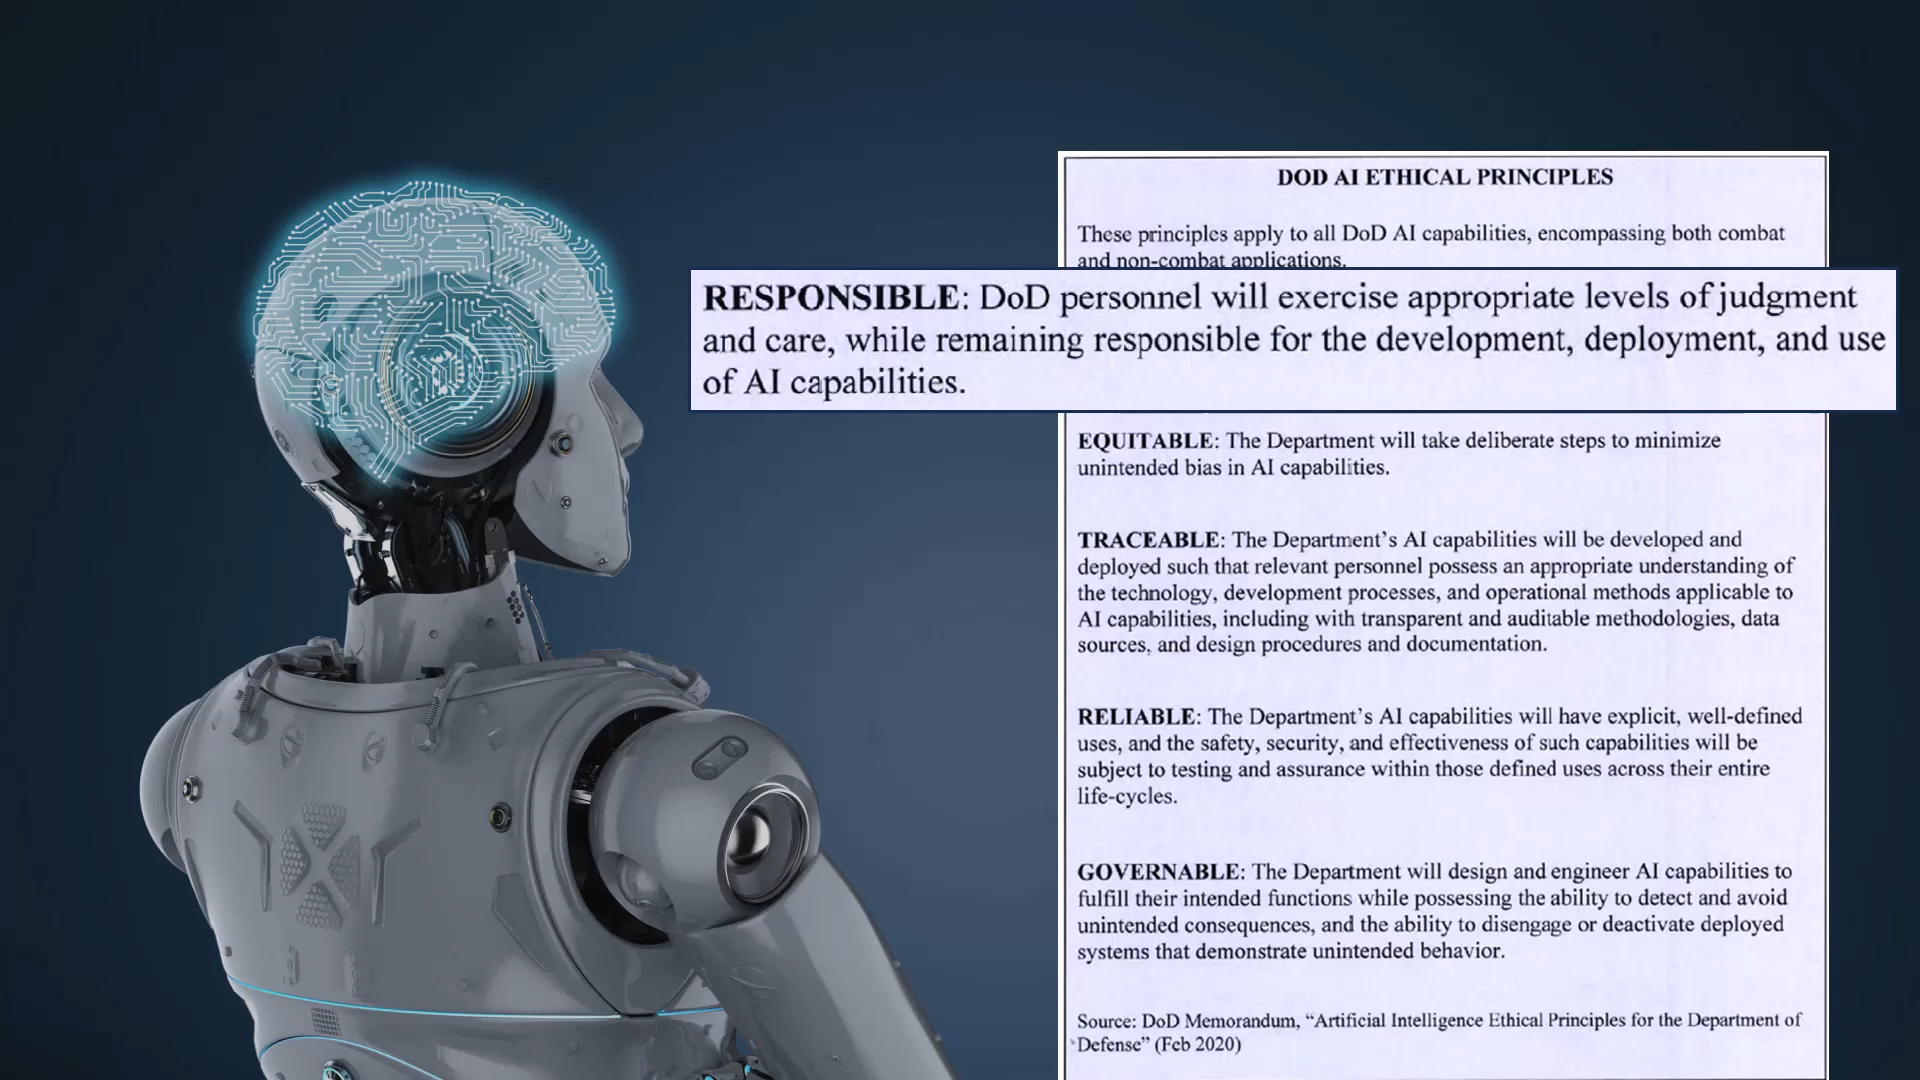 DOD AI ETHICAL PRINCIPLES
These principles apply to all DoD AI capabilities, encompassing both combat
and non-combat applications.
RESPONSIBLE: DoD personnel will exercise appropriate levels of judgment
and care, while remaining responsible for the development, deployment, and use
of AI capabilities.
EQUITABLE: The Department will take deliberate steps to minimize
unintended bias in AI capabilities.
TRACEABLE: The Department's AI capabilities will be developed and
deployed such that relevant personnel possess an appropriate understanding of
the technology, development processes, and operational methods applicable to
AI capabilities, including with transparent and auditable methodologies, data
sources, and design procedures and documentation.
RELIABLE: The Department's AI capabilities will have explicit, well-defined
uses, and the safety, security, and effectiveness of such capabilities will be
subject to testing and assurance within those defined uses across their entire
life-cycles.
GOVERNABLE: The Department will design and engineer AI capabilities to
fulfill their intended functions while possessing the ability to detect and avoid
unintended consequences, and the ability to disengage or deactivate deployed
systems that demonstrate unintended behavior.
Source: DoD Memorandum, “Artificial Intelligence Ethical Principles for the Department of
Defense” (Feb 2020)